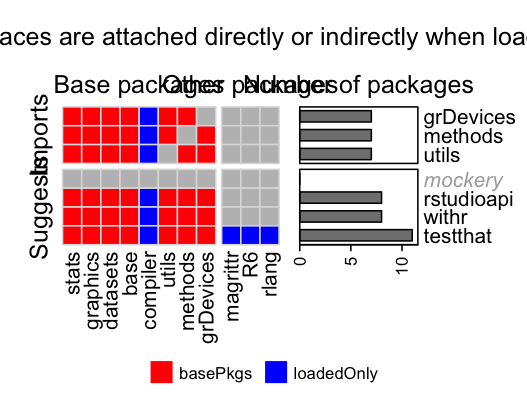 aces are attached directly or indirectly when loa
Base packages
Other packages
Number of packages
Imports
Suggests
grDevices
methods
utils
mockery
rstudioapi
withr
testthat
stats
graphics
datasets
base
compiler
utils
methods
grDevices
magrittr
R6
rlang
0
5
10
basePkgs
loadedOnly